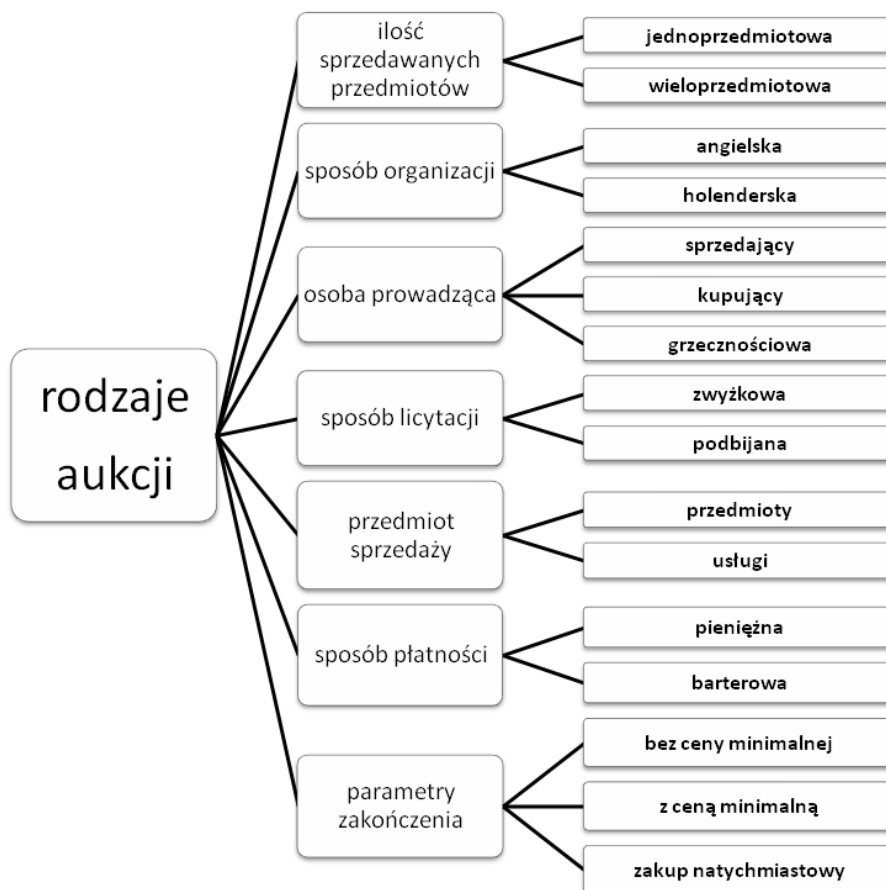 rodzaje
aukcji
ilość
sprzedawanych
przedmiotów
jednoprzedmiotowa
wieloprzedmiotowa
sposób organizacji
angielska
holenderska
osoba prowadząca
sprzedający
kupujący
grzecznościowa
sposób licytacji
zwyżkowa
podbijana
przedmiot
sprzedaży
przedmioty
usługi
sposób płatności
pieniężna
barterowa
parametry
zakończenia
bez ceny minimalnej
z ceną minimalną
zakup natychmiastowy